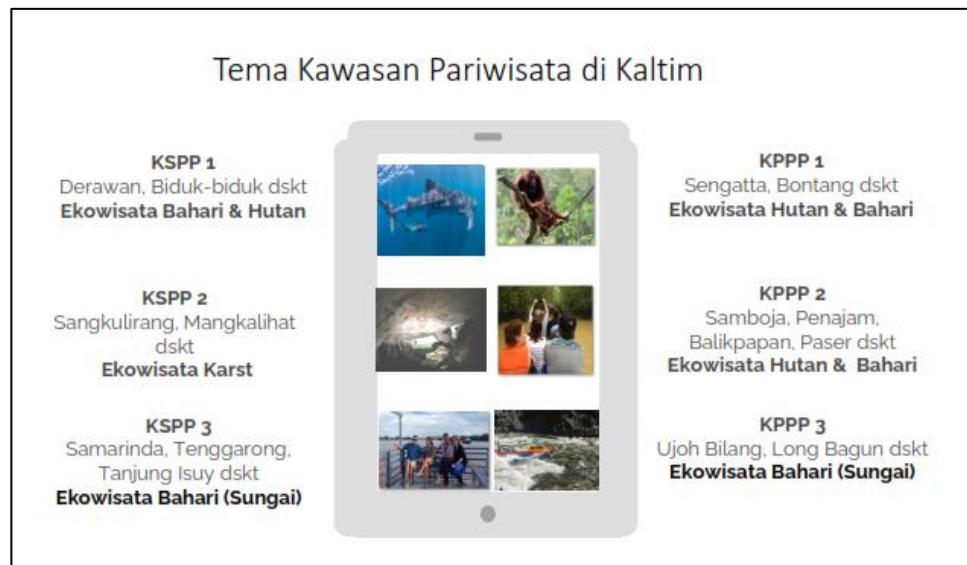 Tema Kawasan Pariwisata di Kaltim
KSPP 1
Derawan, Biduk-biduk dskt
Ekowisata Bahari & Hutan
KSPP 2
Sangkulirang, Mangkalihat
dskt
Ekowisata Karst
KSPP 3
Samarinda, Tenggarong,
Tanjung Isuy dskt
Ekowisata Bahari (Sungai)
KPPP 1
Sengatta, Bontang dskt
Ekowisata Hutan & Bahari
KPPP 2
Samboja, Penajam,
Balikpapan, Paser dskt
Ekowisata Hutan & Bahari
KPPP 3
Ujoh Bilang, Long Bagun dskt
Ekowisata Bahari (Sungai)